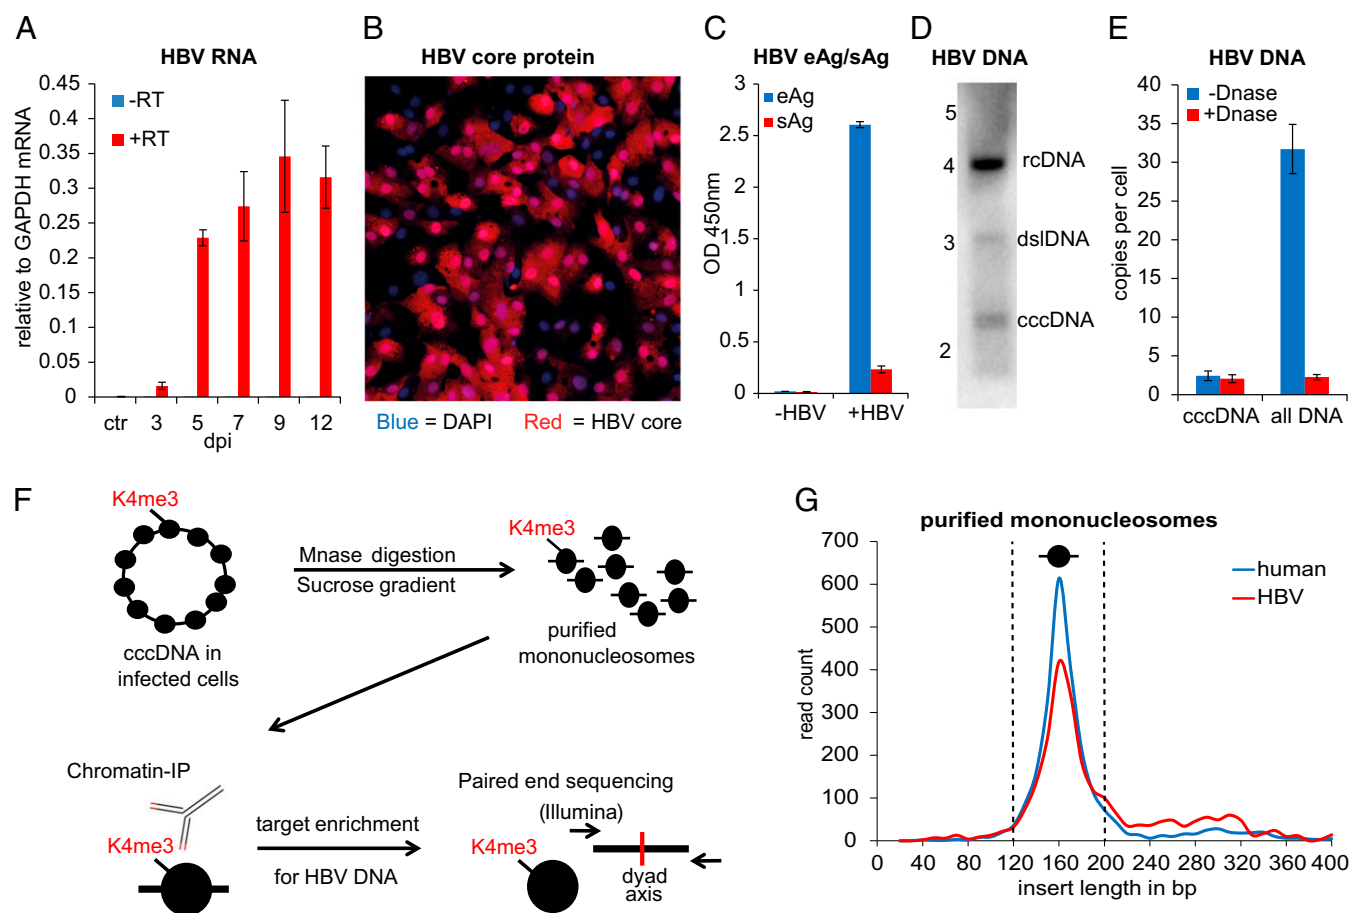 A
HBV RNA
0.45
0.4
0.35
0.3
0.25
0.2
0.15
0.1
0.05
0
relative to GAPDH mRNA
-RT
+RT
ctr 3 5 7 9 12
dpi
B
HBV core protein
Blue = DAPI Red = HBV core
C
HBV eAg/sAg
3
2.5
2
1.5
1
0.5
0
OD 450nm
eAg
sAg
-HBV +HBV
D
HBV DNA
5
4
3
2
rcDNA
dslDNA
cccDNA
E
HBV DNA
40
35
30
25
20
15
10
5
0
copies per cell
-Dnase
+Dnase
cccDNA all DNA
F
K4me3
cccDNA in
infected cells
Mnase digestion
Sucrose gradient
K4me3
purified
mononucleosomes
Chromatin-IP
K4me3
target enrichment
for HBV DNA
Paired end sequencing
(Illumina)
K4me3
dyad
axis
G
purified mononucleosomes
700
600
500
400
300
200
100
0
read count
human
HBV
0 40 80 120 160 200 240 280 320 360 400
insert length in bp